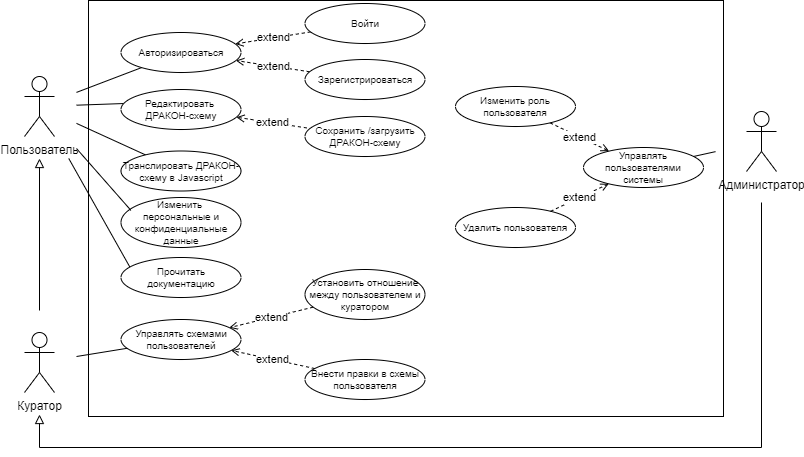 Войти
extend
Авторизироваться
extend
Зарегистрироваться
Редактировать
ДРАКОН-схему
extend
Сохранить /загрузить
ДРАКОН-схему
Изменить роль
пользователя
extend
Пользователь
Транслировать ДРАКОН-
схему в Javascript
Управлять
пользователями
системы
Администратор
extend
Изменить
персональные и
конфиденциальные
данные
Удалить пользователя
Прочитать
документацию
Установить отношение
между пользователем и
куратором
extend
Управлять схемами
пользователей
extend
Внести правки в схемы
пользователя
Куратор